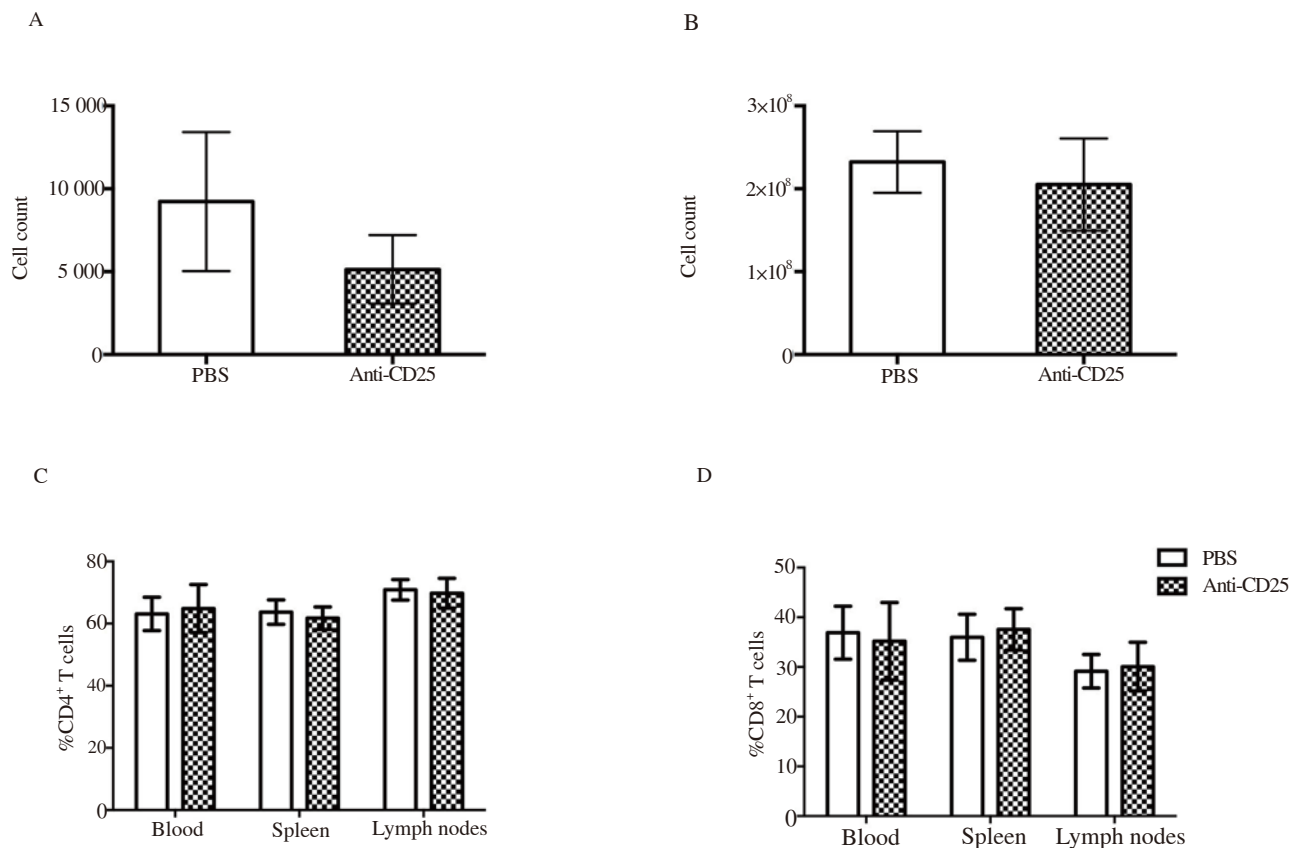 A
15 000
10 000
5 000
0
Cell count
PBS
Anti-CD25
B
3×10⁸
2×10⁸
1×10⁸
0
Cell count
PBS
Anti-CD25
C
80
60
40
20
0
%CD4⁺ T cells
Blood
Spleen
Lymph nodes
D
PBS
Anti-CD25
50
40
30
20
10
0
%CD8⁺ T cells
Blood
Spleen
Lymph nodes